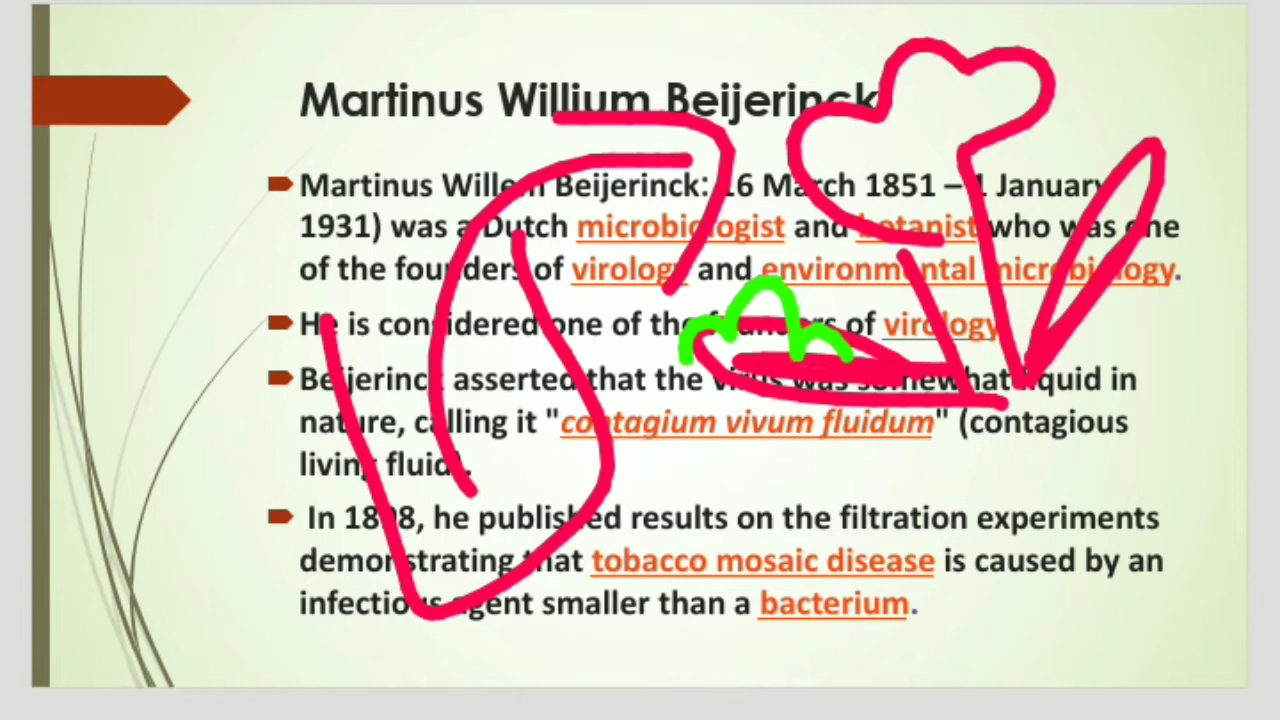 Martinus Willium Beijerinck
Martinus Willem Beijerinck: 16 March 1851 – 1 January
1931) was a Dutch microbiologist and botanist who was one
of the founders of virology and environmental microbiology.
He is considered one of the founders of virology
Beijerinck asserted that the virus was somewhat liquid in
nature, calling it "contagium vivum fluidum" (contagious
living fluid).
In 1898, he published results on the filtration experiments
demonstrating that tobacco mosaic disease is caused by an
infectious agent smaller than a bacterium.